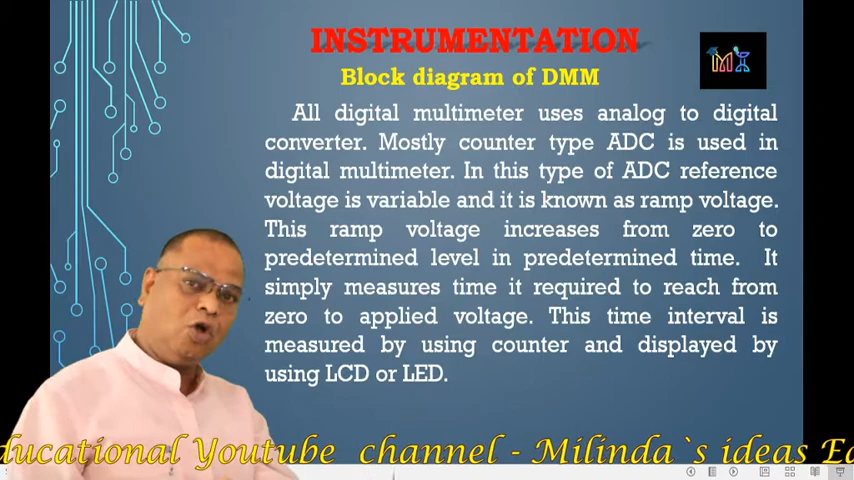 INSTRUMENTATION
MI
Block diagram of DMM
All digital multimeter uses analog to digital
converter. Mostly counter type ADC is used in
digital multimeter. In this type of ADC reference
voltage is variable and it is known as ramp voltage.
This ramp voltage increases from zero to
predetermined level in predetermined time. It
simply measures time it required to reach from
zero to applied voltage. This time interval is
measured by using counter and displayed by
using LCD or LED.
ducational Youtube channel - Milinda`s ideas Ed